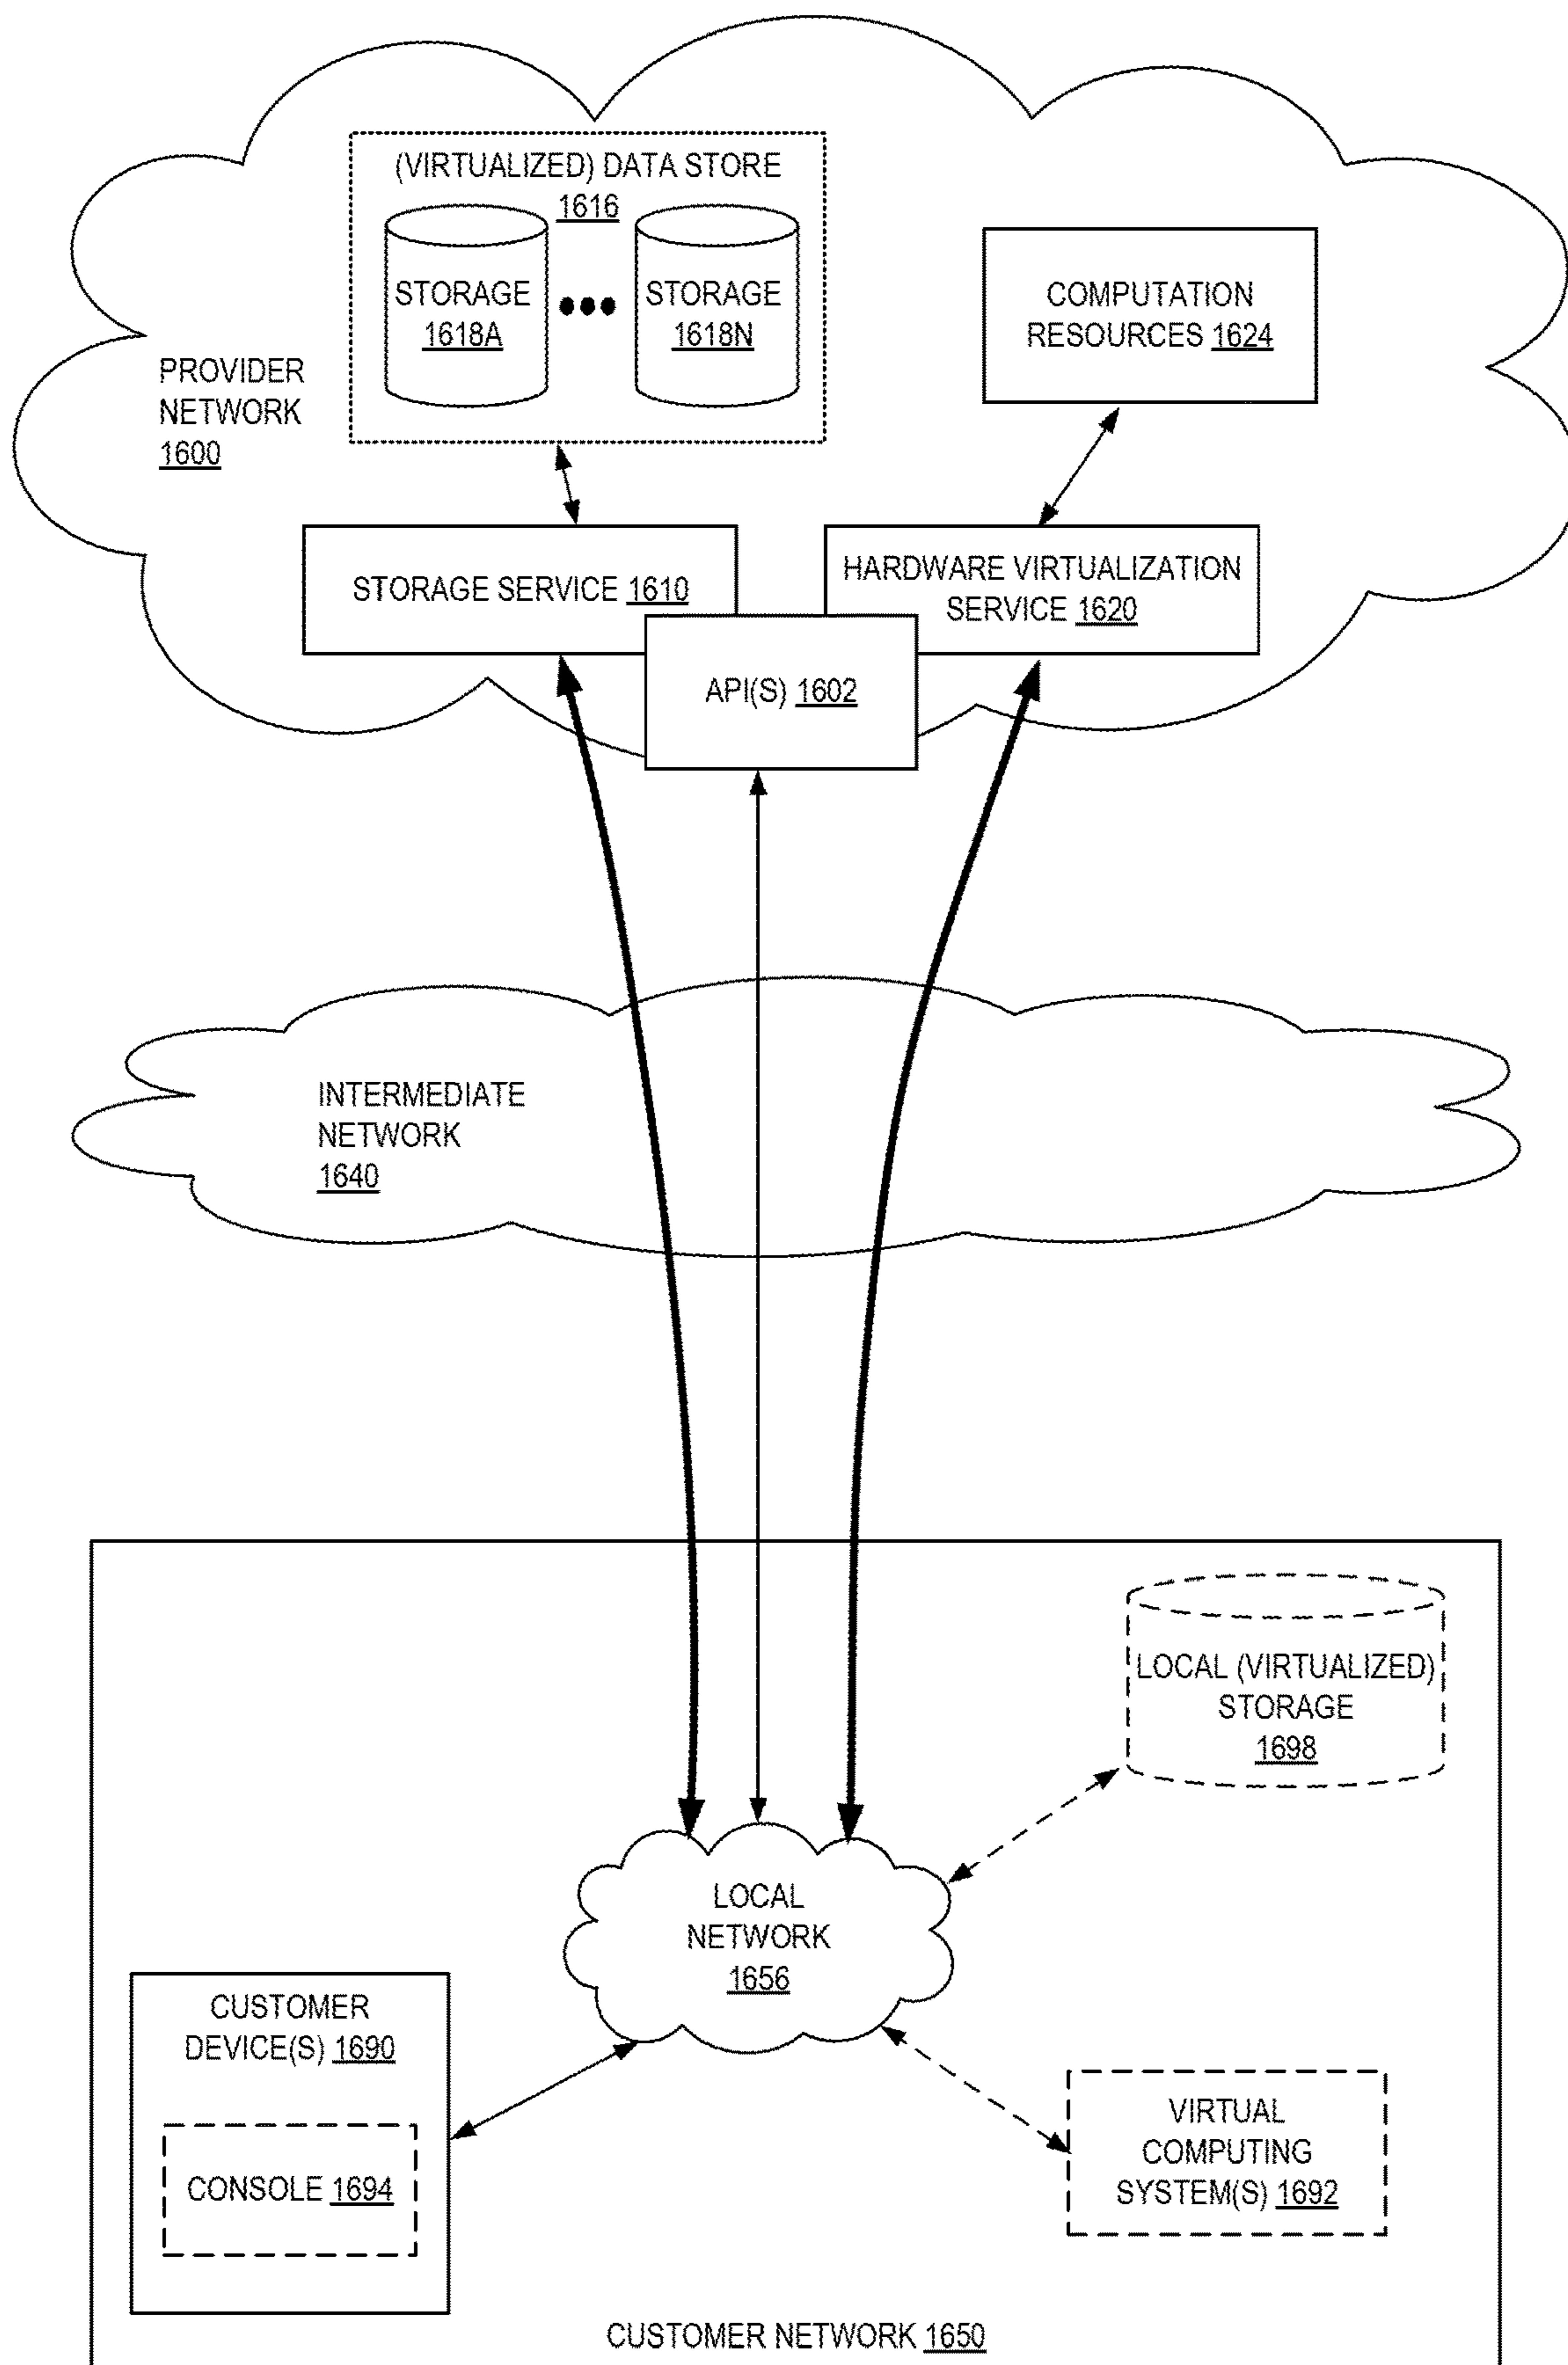 (VIRTUALIZED) DATA STORE
1616
STORAGE
1618A
STORAGE
1618N
COMPUTATION
RESOURCES 1624
PROVIDER
NETWORK
1600
STORAGE SERVICE 1610
HARDWARE VIRTUALIZATION
SERVICE 1620
API(S) 1602
INTERMEDIATE
NETWORK
1640
LOCAL (VIRTUALIZED)
STORAGE
1698
LOCAL
NETWORK
1656
CUSTOMER
DEVICE(S) 1690
CONSOLE 1694
VIRTUAL
COMPUTING
SYSTEM(S) 1692
CUSTOMER NETWORK 1650